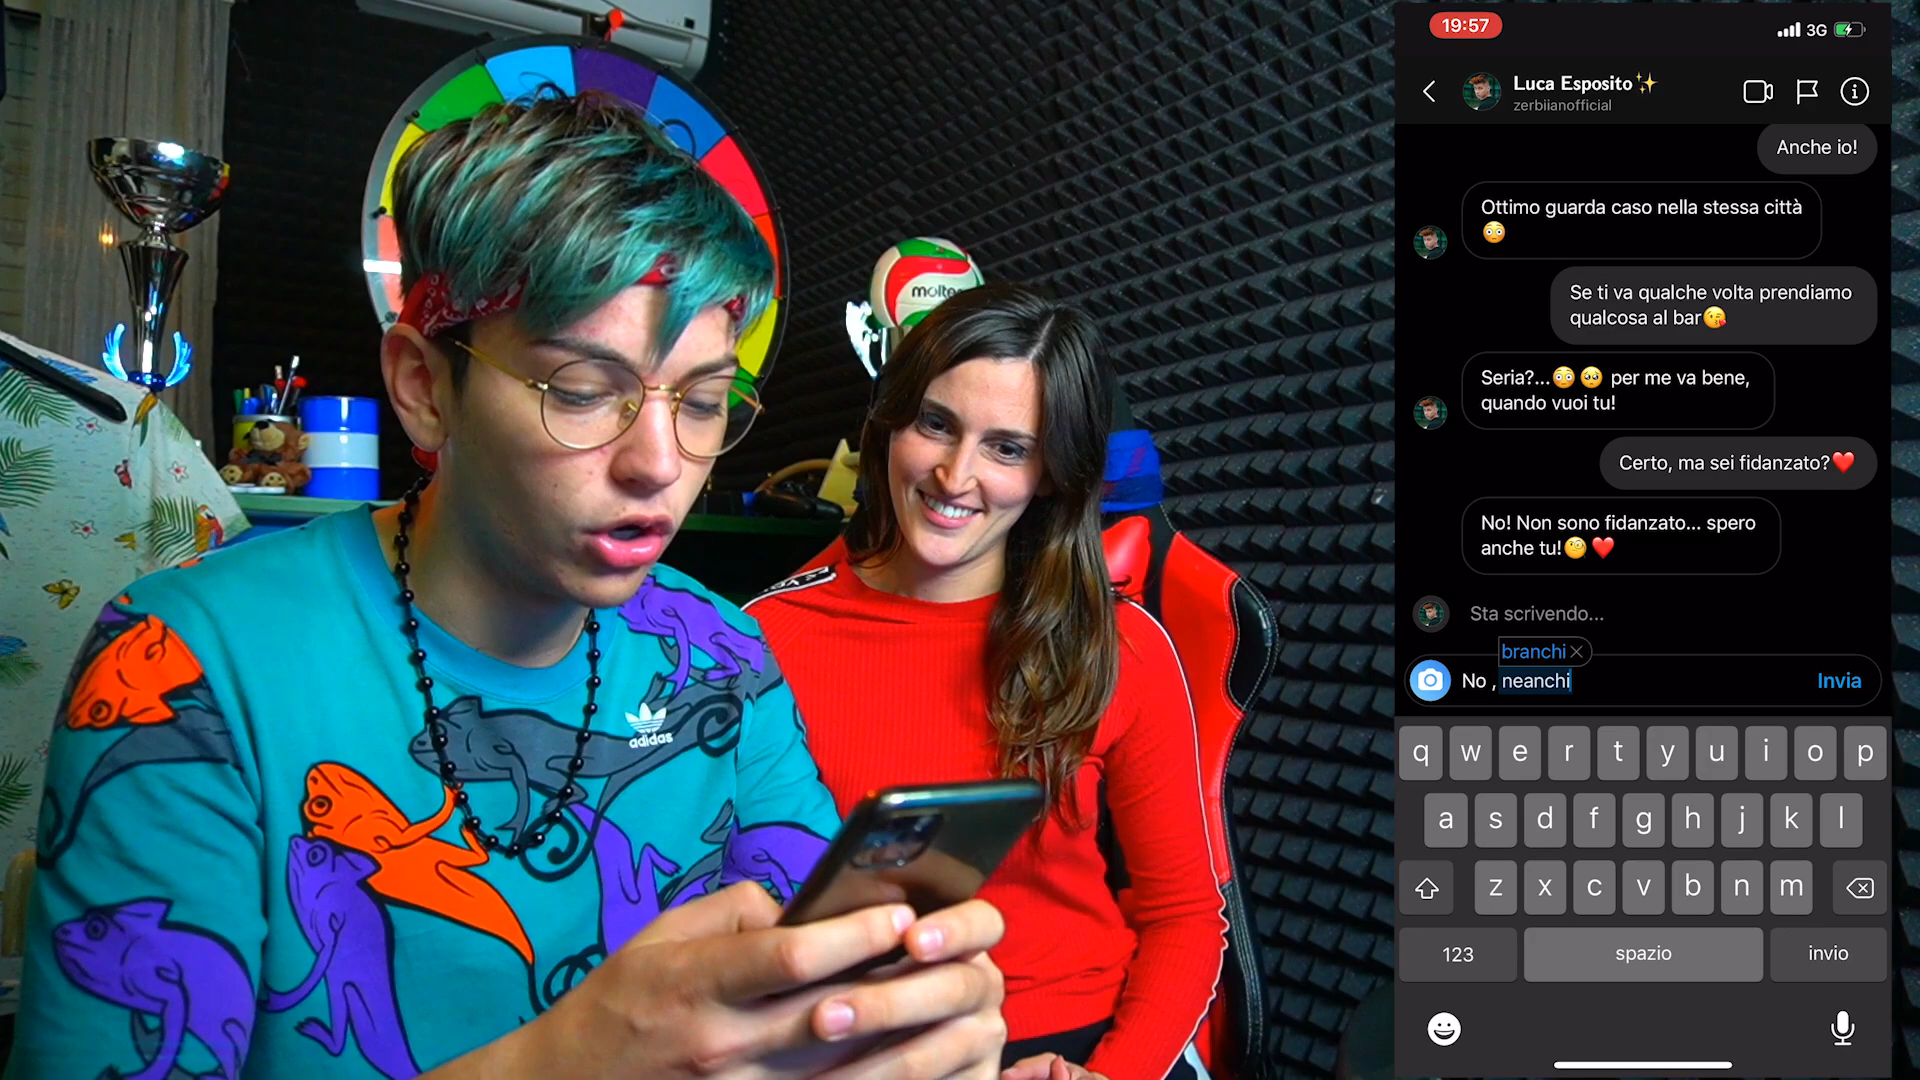 molte
adidas
19:57
3G
Luca Esposito✨
zerbiianofficial
Anche io!
Ottimo guarda caso nella stessa città
😳
Se ti va qualche volta prendiamo
qualcosa al bar😘
Seria?...😳🥺 per me va bene,
quando vuoi tu!
Certo, ma sei fidanzato?❤️
No! Non sono fidanzato... spero
anche tu!🧐❤️
Sta scrivendo...
branchi
No , neanchi
Invia
q w e r t y u i o p
a s d f g h j k l
z x c v b n m
123 spazio invio